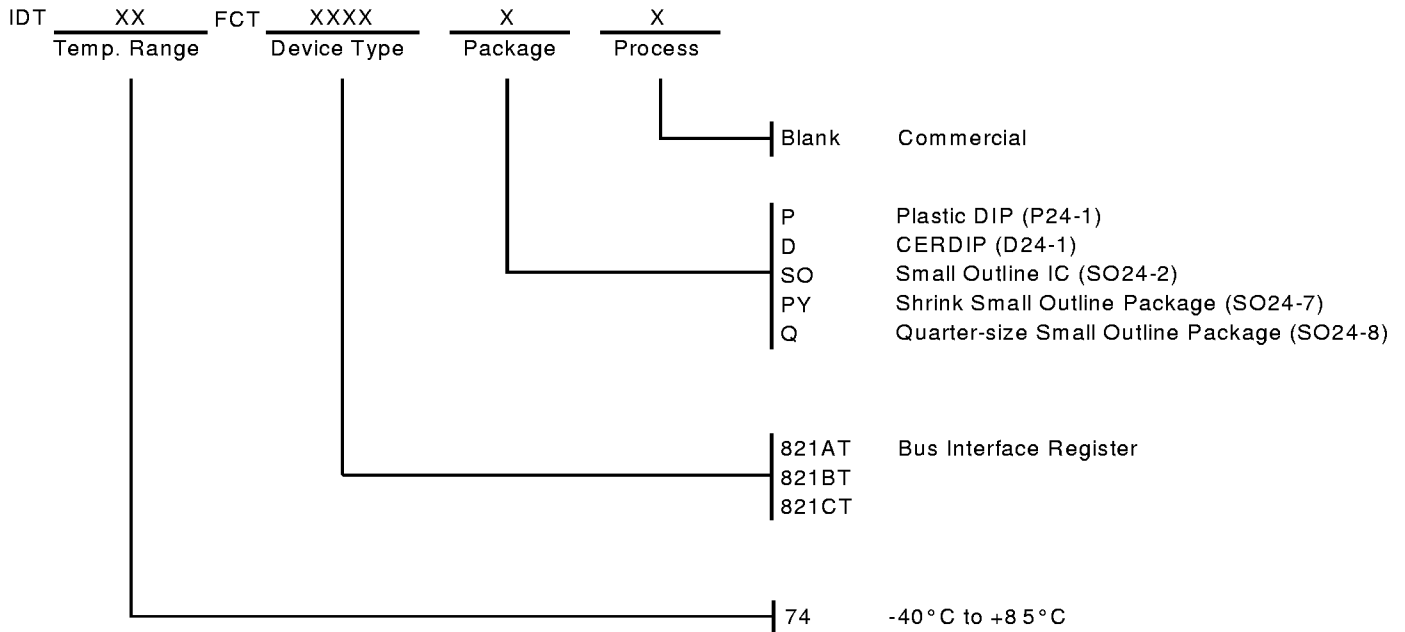 IDT XX FCT XXXX X X
Temp. Range Device Type Package Process
Blank Commercial
P Plastic DIP (P24-1)
D CERDIP (D24-1)
SO Small Outline IC (SO24-2)
PY Shrink Small Outline Package (SO24-7)
Q Quarter-size Small Outline Package (SO24-8)
821AT Bus Interface Register
821BT
821CT
74 -40°C to +85°C